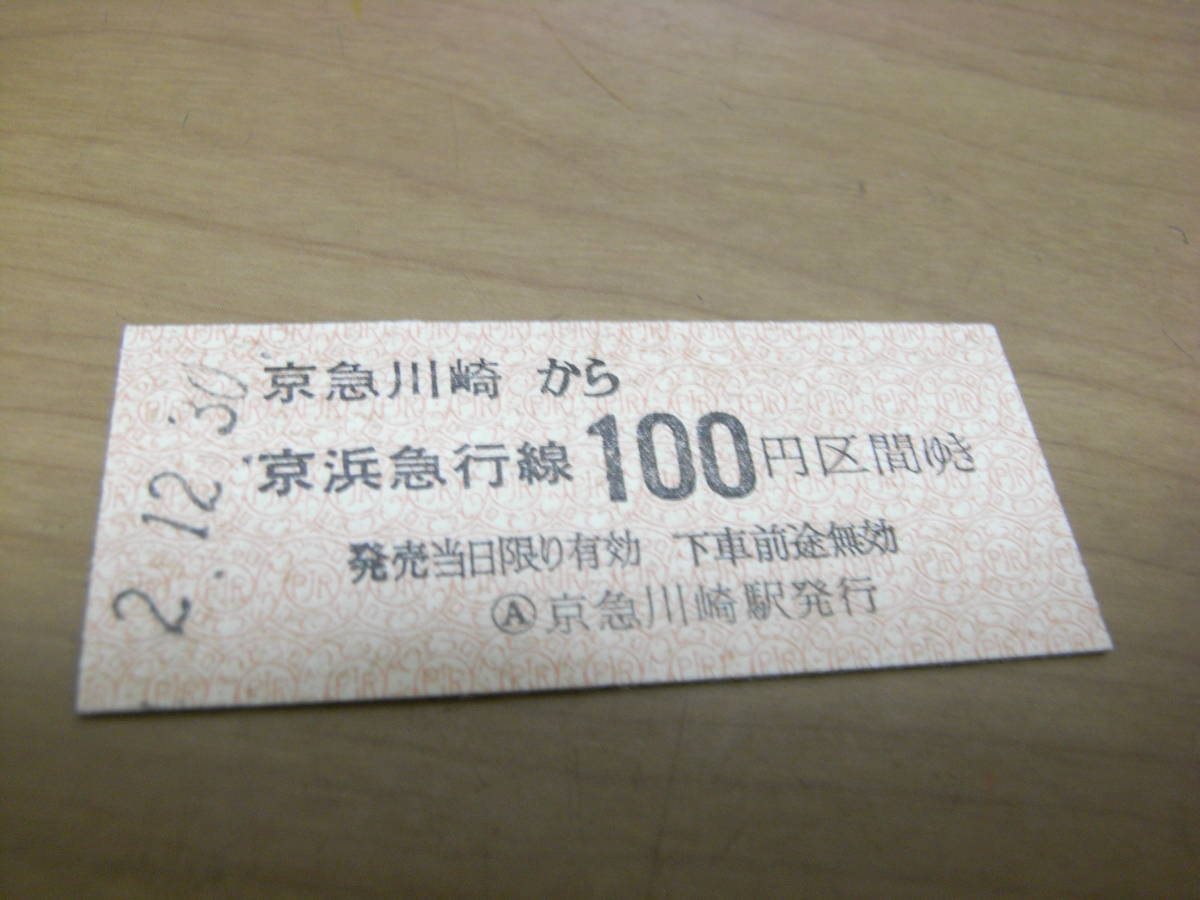 京急川崎 から
京浜急行線 100円区間ゆき
発売当日限り有効 下車前途無効
Ⓐ京急川崎駅発行
2.12.30